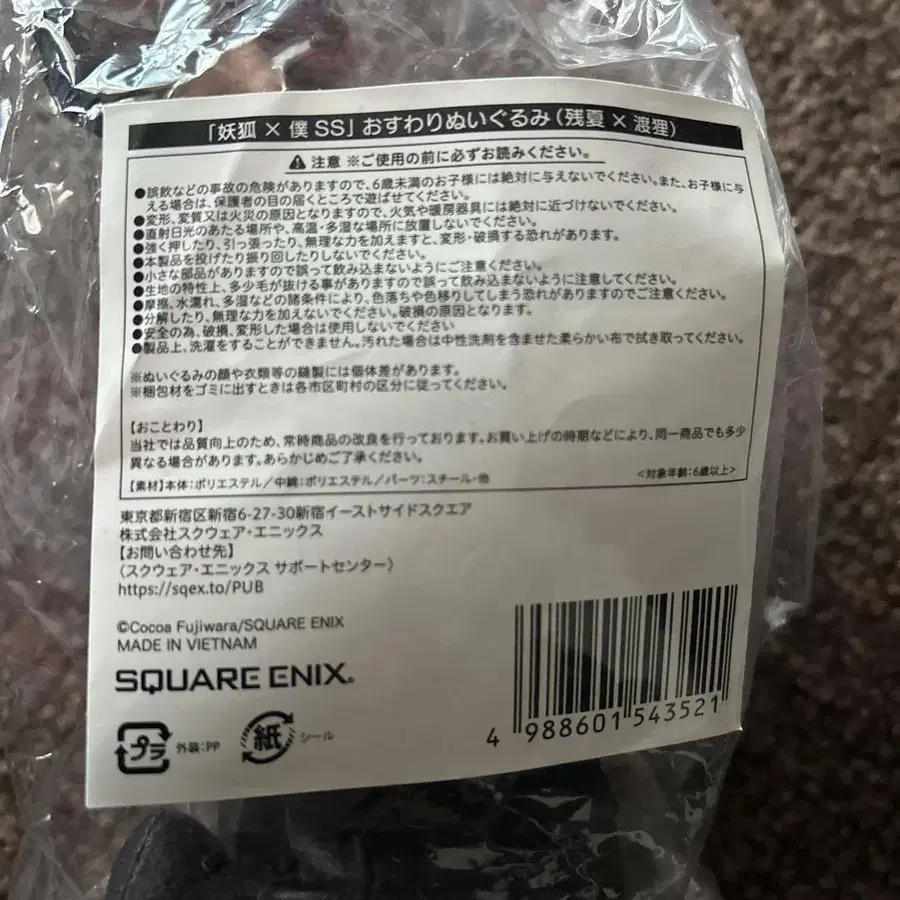 「妖狐 × 僕 SS」おすわりぬいぐるみ(残夏 × 渡狸)
注意 ※ご使用の前に必ずお読みください。
●誤飲などの事故の危険がありますので、6歳未満のお子様には絶対に与えないでください。また、お子様に与
える場合は、保護者の目の届くところで遊ばせてください。
●変形、変質又は火災の原因となりますので、火気や暖房器具には絶対に近づけないでください。
●直射日光のあたる場所や、高温・多湿な場所に放置しないでください。
●強く押したり、引っ張ったり、無理な力を加えますと、変形・破損する恐れがあります。
●本製品を投げたり振り回したりしないでください。
●小さな部品がありますので誤って飲み込まないようにご注意ください。
●生地の特性上、多少毛が抜ける事がありますので誤って飲み込まないように注意してください。
●摩擦、水濡れ、多湿などの諸条件により、色落ちや色移りしてしまう恐れがありますのでご注意ください。
●分解したり、無理な力を加えないでください。破損の原因となります。
●安全の為、破損、変形した場合は使用しないでください
●製品上、洗濯をすることができません。汚れた場合は中性洗剤を含ませた柔らかい布で拭き取ってください。
※ぬいぐるみの顔や衣類等の縫製には個体差があります。
※梱包材をゴミに出すときは各市区町村の区分に従ってください。
【おことわり】
当社では品質向上のため、常時商品の改良を行っております。お買い上げの時期などにより、同一商品でも多少
異なる場合があります。あらかじめご了承ください。
【素材】本体:ポリエステル/中綿:ポリエステル/パーツ:スチール・他 <対象年齢:6歳以上>
東京都新宿区新宿6-27-30新宿イーストサイドスクエア
株式会社スクウェア・エニックス
【お問い合わせ先】
〈スクウェア・エニックス サポートセンター〉
https://sqex.to/PUB
©Cocoa Fujiwara/SQUARE ENIX
MADE IN VIETNAM
SQUARE ENIX®
プラ 外装:PP 紙 シール
4 988601 543521